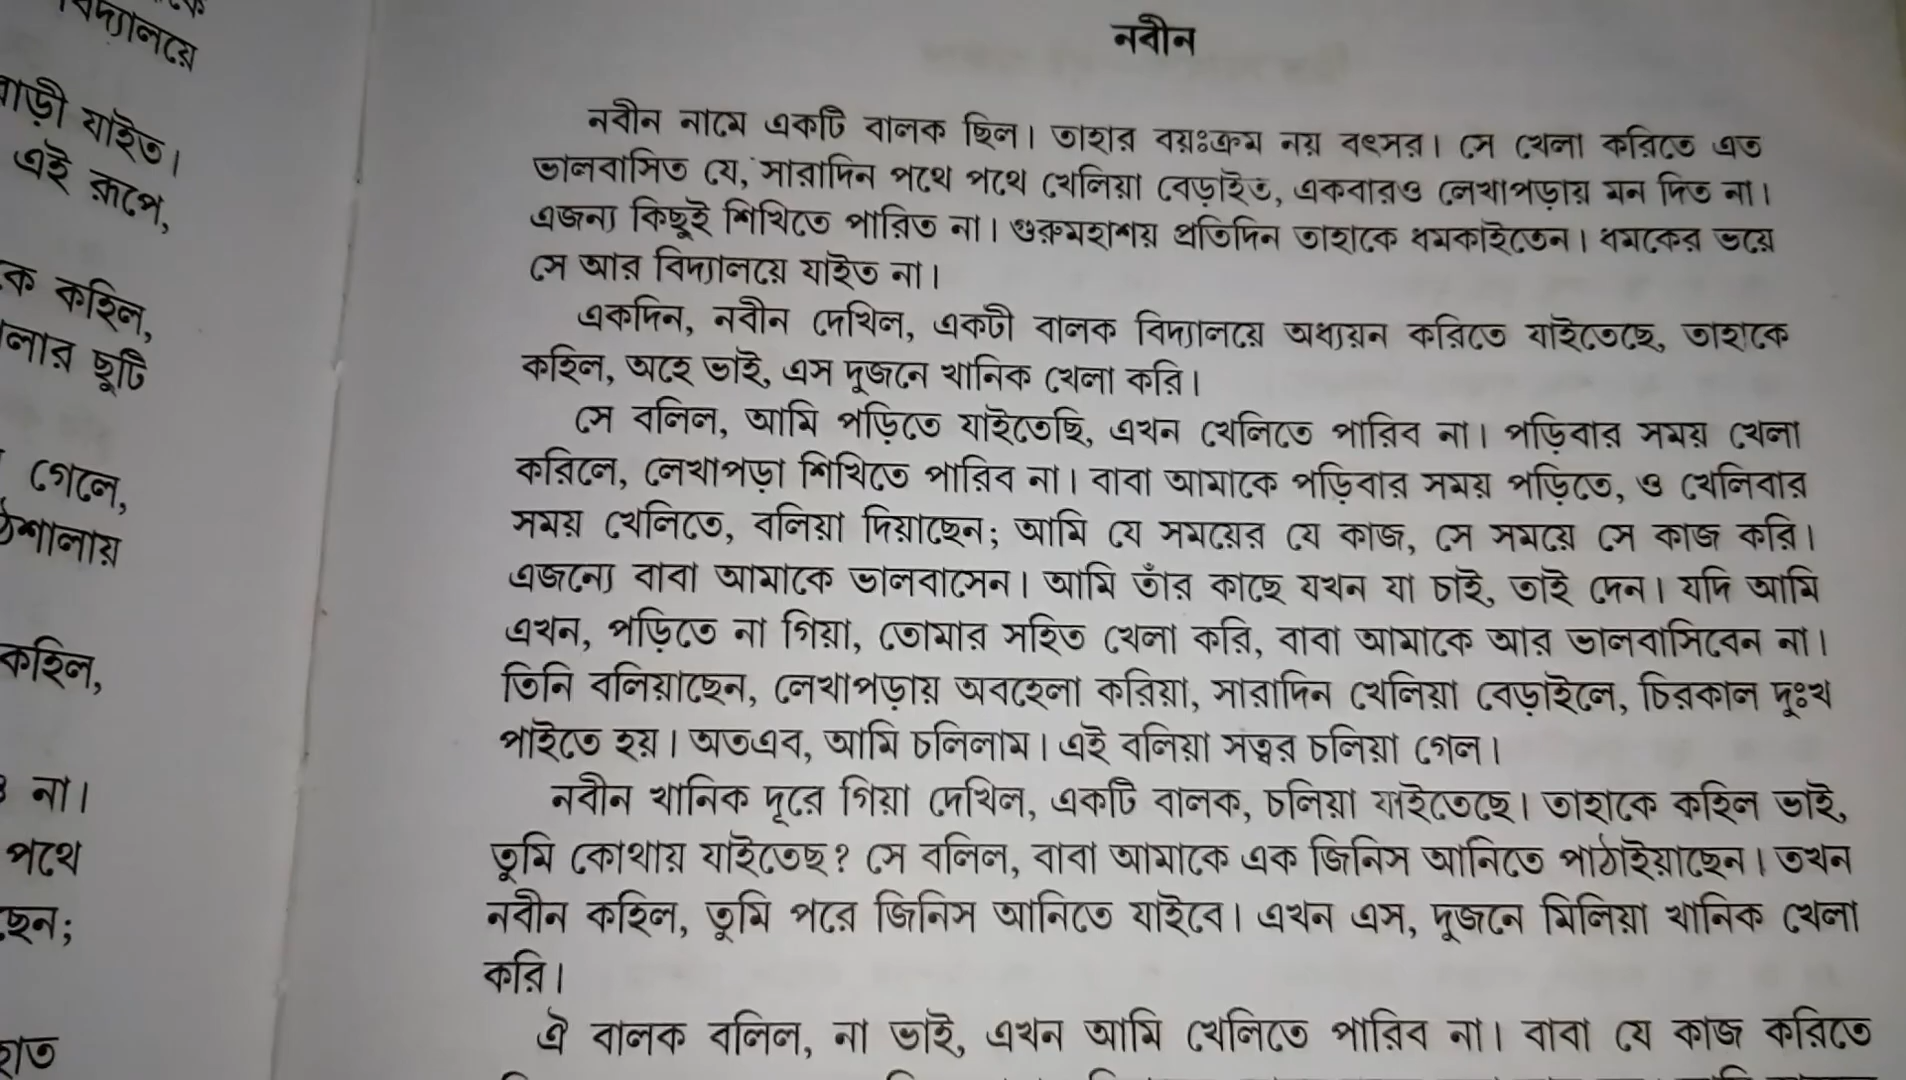 বিদ্যালয়ে
বাড়ী যাইত।
এই রূপে,
কহিল,
ছুটি
গেলে,
কহিল,
না।
পথে
নবীন
নবীন নামে একটি বালক ছিল। তাহার বয়ঃক্রম নয় বৎসর। সে খেলা করিতে এত
ভালবাসিত যে, সারাদিন পথে পথে খেলিয়া বেড়াইত, একবারও লেখাপড়ায় মন দিত না।
এজন্য কিছুই শিখিতে পারিত না। গুরুমহাশয় প্রতিদিন তাহাকে ধমকাইতেন। ধমকের ভয়ে
সে আর বিদ্যালয়ে যাইত না।
একদিন, নবীন দেখিল, একটী বালক বিদ্যালয়ে অধ্যয়ন করিতে যাইতেছে, তাহাকে
কহিল, অহে ভাই, এস দুজনে খানিক খেলা করি।
সে বলিল, আমি পড়িতে যাইতেছি, এখন খেলিতে পারিব না। পড়িবার সময় খেলা
করিলে, লেখাপড়া শিখিতে পারিব না। বাবা আমাকে পড়িবার সময় পড়িতে, ও খেলিবার
সময় খেলিতে, বলিয়া দিয়াছেন; আমি যে সময়ের যে কাজ, সে সময়ে সে কাজ করি।
এজন্যে বাবা আমাকে ভালবাসেন। আমি তাঁর কাছে যখন যা চাই, তাই দেন। যদি আমি
এখন, পড়িতে না গিয়া, তোমার সহিত খেলা করি, বাবা আমাকে আর ভালবাসিবেন না।
তিনি বলিয়াছেন, লেখাপড়ায় অবহেলা করিয়া, সারাদিন খেলিয়া বেড়াইলে, চিরকাল দুঃখ
পাইতে হয়। অতএব, আমি চলিলাম। এই বলিয়া সত্বর চলিয়া গেল।
নবীন খানিক দূরে গিয়া দেখিল, একটি বালক, চলিয়া যাইতেছে। তাহাকে কহিল ভাই,
তুমি কোথায় যাইতেছ? সে বলিল, বাবা আমাকে এক জিনিস আনিতে পাঠাইয়াছেন। তখন
নবীন কহিল, তুমি পরে জিনিস আনিতে যাইবে। এখন এস, দুজনে মিলিয়া খানিক খেলা
করি।
ঐ বালক বলিল, না ভাই, এখন আমি খেলিতে পারিব না। বাবা যে কাজ করিতে